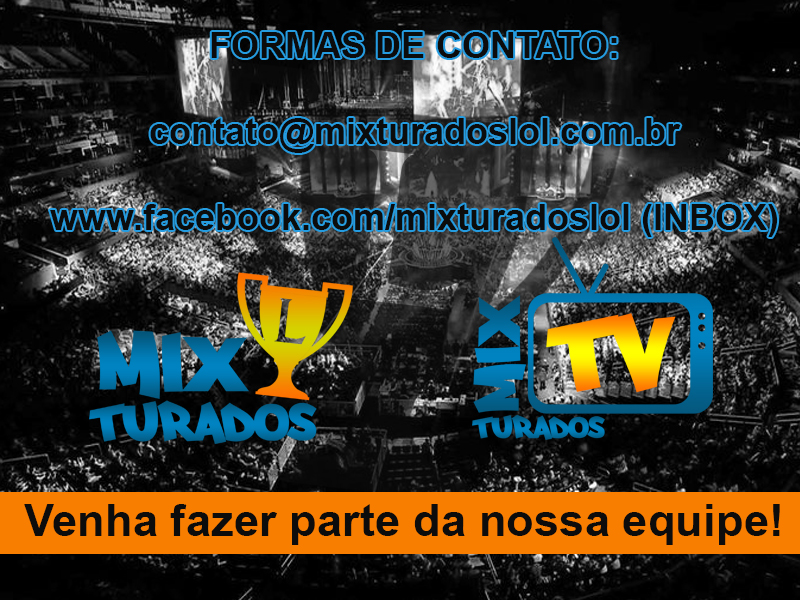 FORMAS DE CONTATO:
contato@mixturadoslol.com.br
www.facebook.com/mixturadoslol (INBOX)
MIX L
TURADOS
MIX TV
TURADOS
Venha fazer parte da nossa equipe!